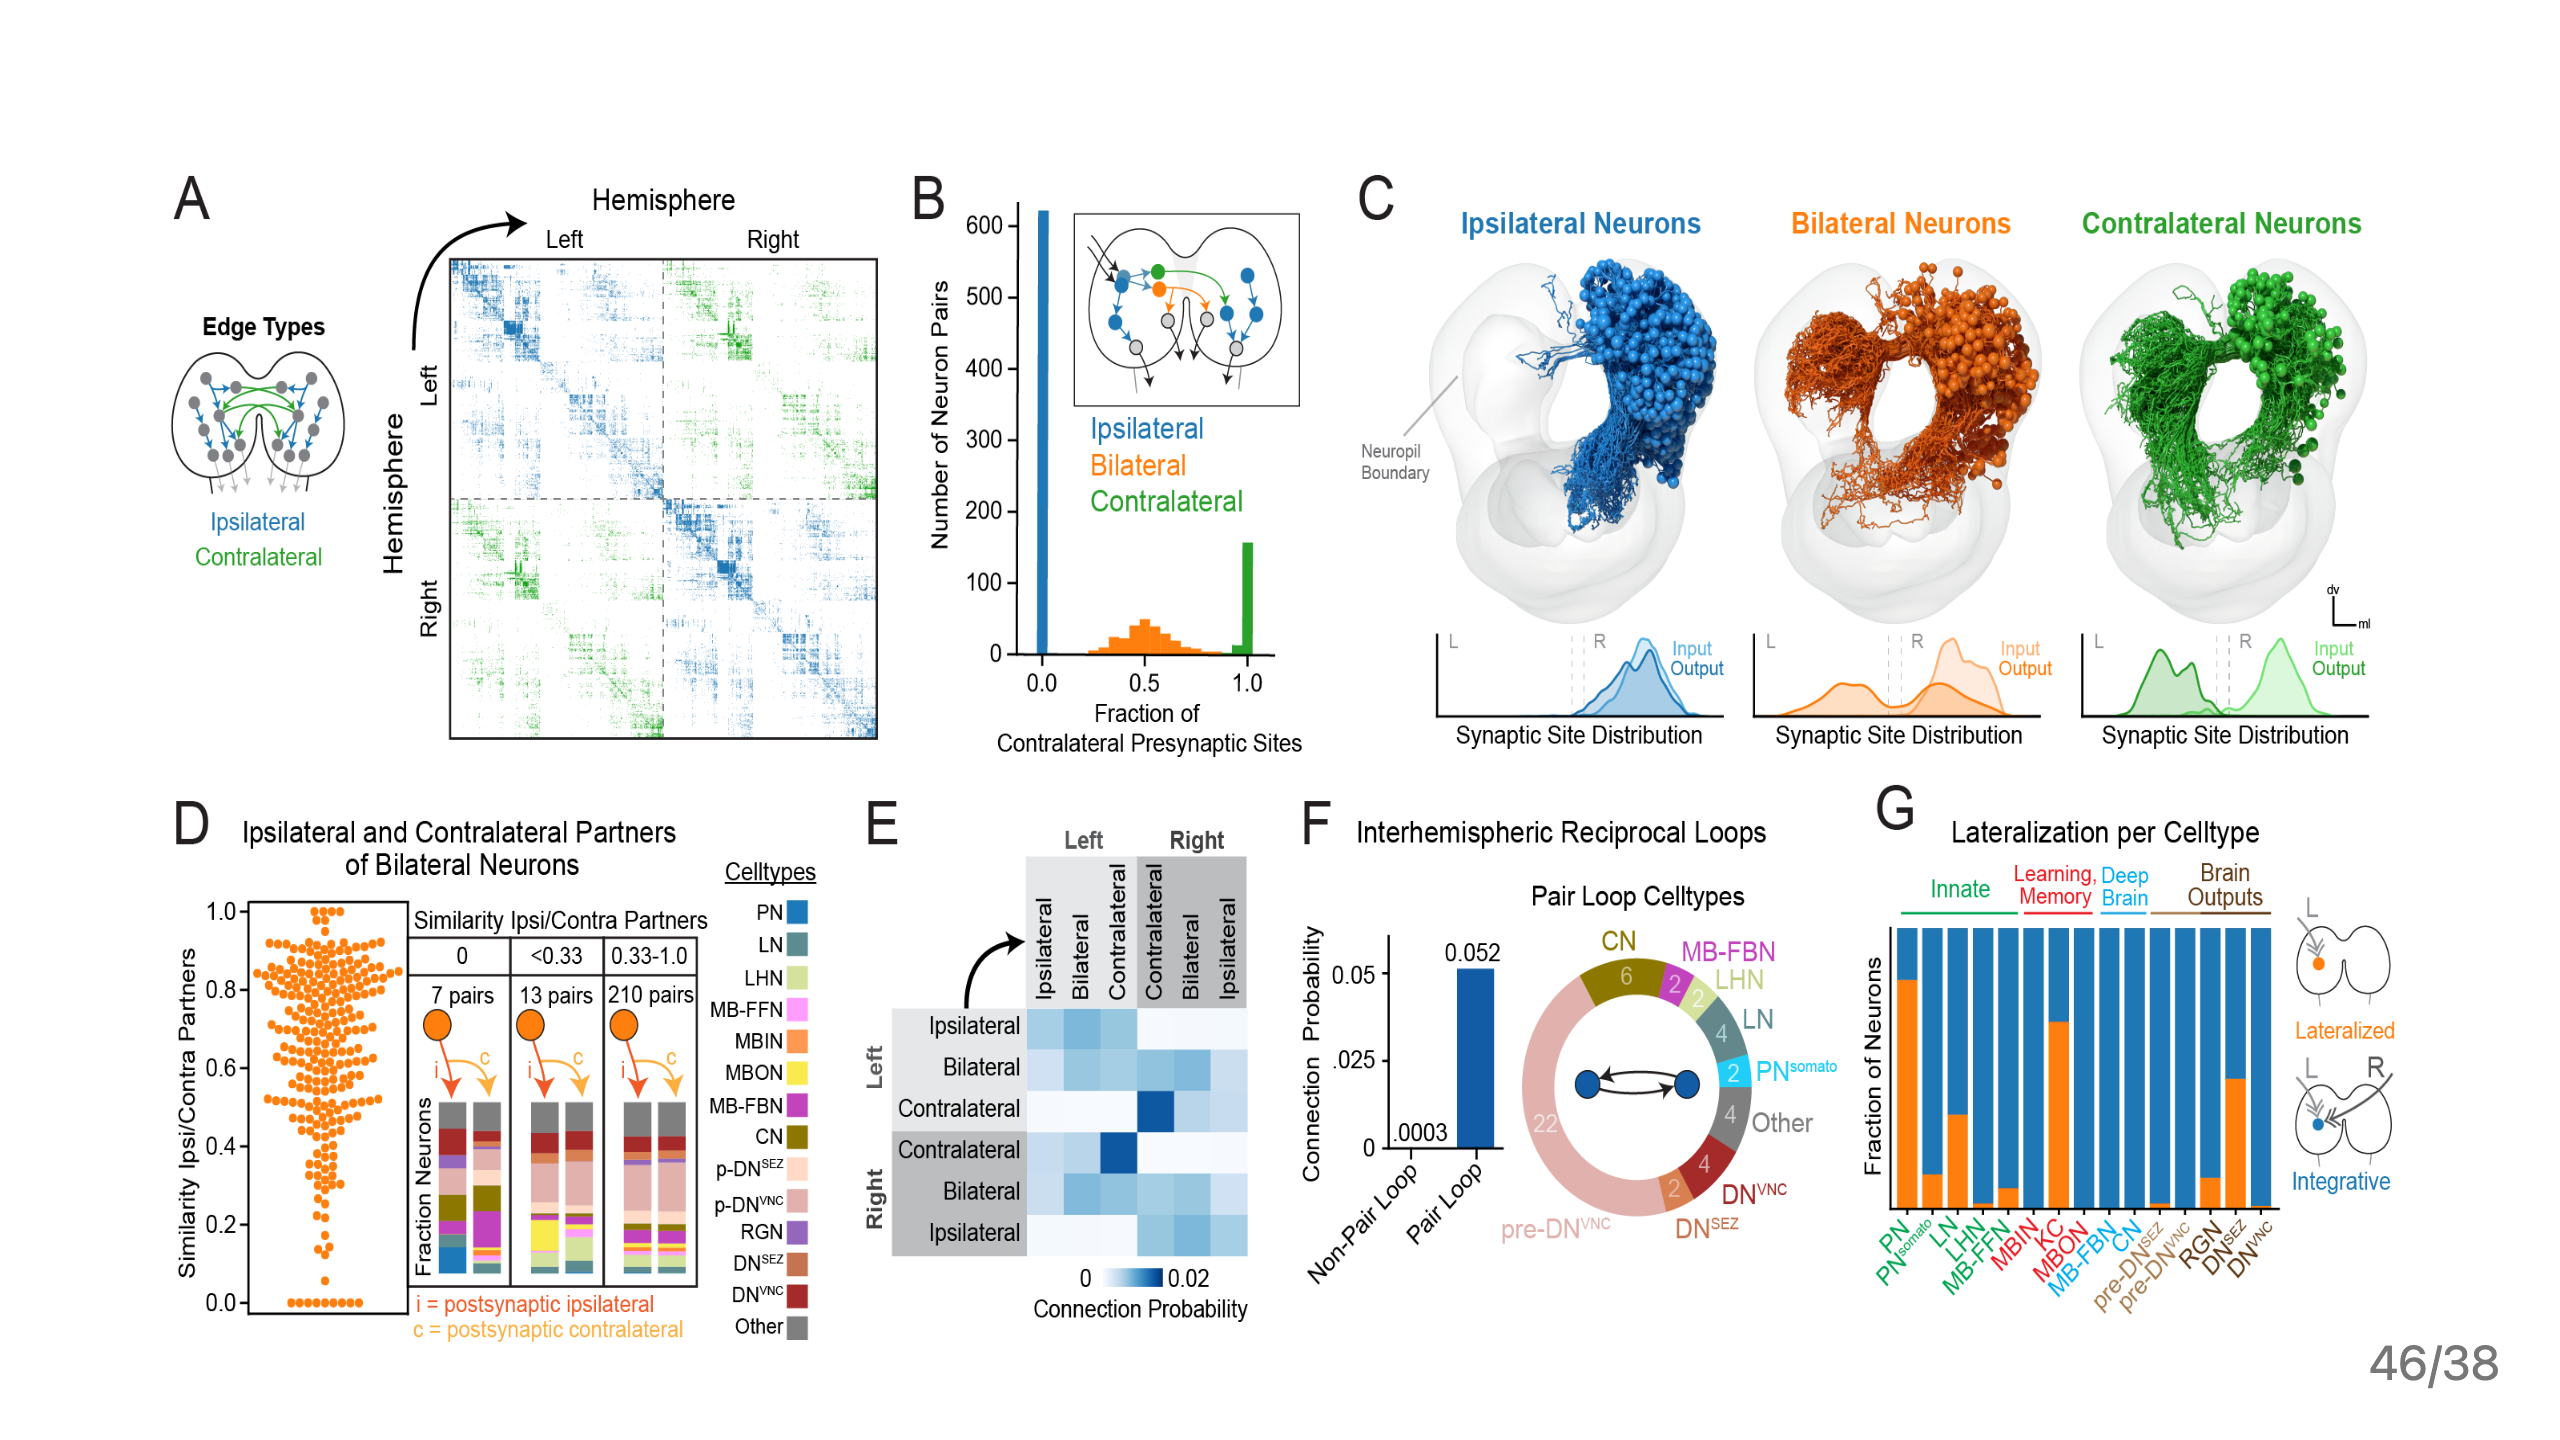 A
Hemisphere
Left
Right
Edge Types
Ipsilateral
Contralateral
Hemisphere
Left
Right
B
Number of Neuron Pairs
600
500
400
300
200
100
0
0.0
0.5
1.0
Ipsilateral
Bilateral
Contralateral
Fraction of
Contralateral Presynaptic Sites
C
Ipsilateral Neurons
Bilateral Neurons
Contralateral Neurons
Neuropil
Boundary
dv
ml
L
R
Input
Output
Synaptic Site Distribution
L
R
Input
Output
Synaptic Site Distribution
L
R
Input
Output
Synaptic Site Distribution
D
Ipsilateral and Contralateral Partners
of Bilateral Neurons
Similarity Ipsi/Contra Partners
1.0
0.8
0.6
0.4
0.2
0.0
Similarity Ipsi/Contra Partners
0
<0.33
0.33-1.0
7 pairs
13 pairs
210 pairs
i
c
i
c
i
c
Fraction Neurons
i = postsynaptic ipsilateral
c = postsynaptic contralateral
Celltypes
PN
LN
LHN
MB-FFN
MBIN
MBON
MB-FBN
CN
p-DNSEZ
p-DNVNC
RGN
DNSEZ
DNVNC
Other
E
Left
Right
Ipsilateral
Bilateral
Contralateral
Contralateral
Bilateral
Ipsilateral
Left
Right
Ipsilateral
Bilateral
Contralateral
Contralateral
Bilateral
Ipsilateral
0
0.02
Connection Probability
F
Interhemispheric Reciprocal Loops
Connection Probability
0.05
.025
0
.0003
0.052
Non-Pair Loop
Pair Loop
Pair Loop Celltypes
CN
6
MB-FBN
2
LHN
2
LN
4
PNsomato
2
Other
4
DNVNC
4
DNSEZ
2
pre-DNVNC
22
G
Lateralization per Celltype
Innate
Learning,
Memory
Deep
Brain
Brain
Outputs
Fraction of Neurons
PN
PNsomato
LN
LHN
MB-FFN
MBIN
KC
MBON
MB-FBN
CN
pre-DNSEZ
pre-DNVNC
RGN
DNSEZ
DNVNC
L
Lateralized
L
R
Integrative
46/38